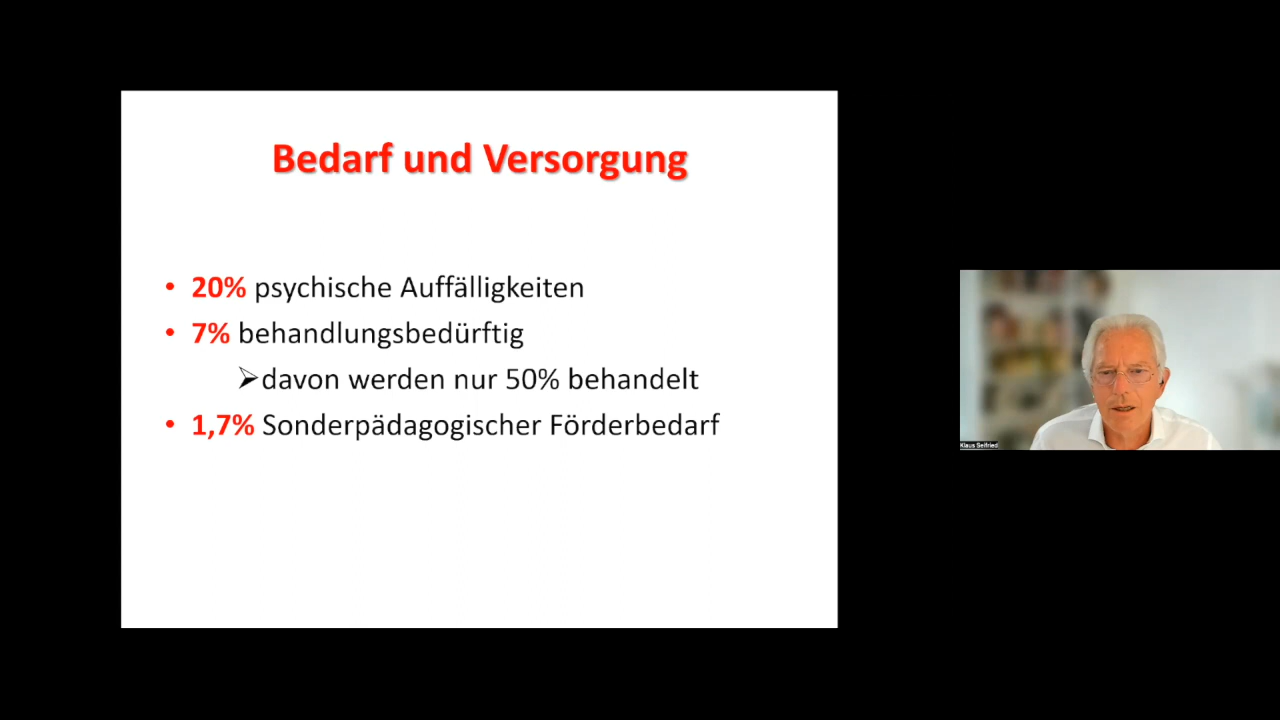 Bedarf und Versorgung
• 20% psychische Auffälligkeiten
• 7% behandlungsbedürftig
➢davon werden nur 50% behandelt
• 1,7% Sonderpädagogischer Förderbedarf
Klaus Seifried